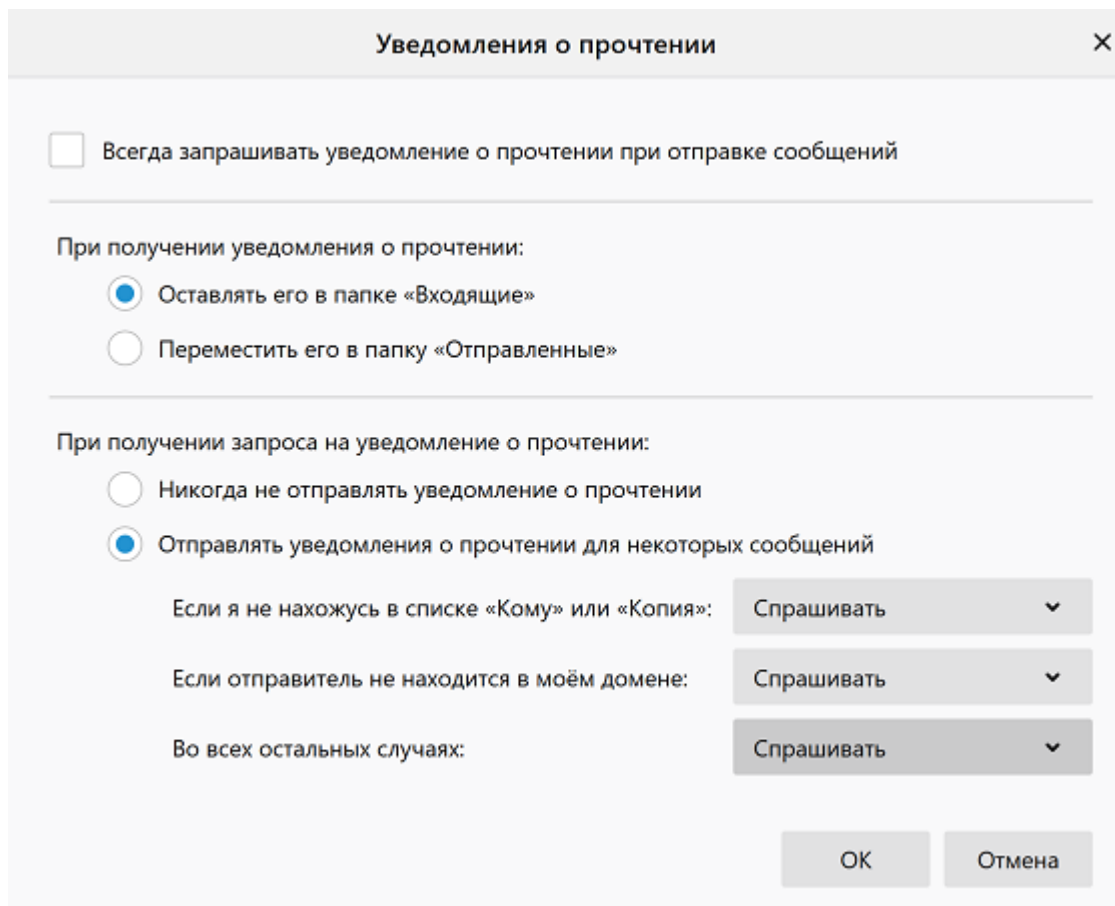 Уведомления о прочтении
Всегда запрашивать уведомление о прочтении при отправке сообщений
При получении уведомления о прочтении:
Оставлять его в папке «Входящие»
Переместить его в папку «Отправленные»
При получении запроса на уведомление о прочтении:
Никогда не отправлять уведомление о прочтении
Отправлять уведомления о прочтении для некоторых сообщений
Если я не нахожусь в списке «Кому» или «Копия»: Спрашивать
Если отправитель не находится в моём домене: Спрашивать
Во всех остальных случаях: Спрашивать
ОК Отмена